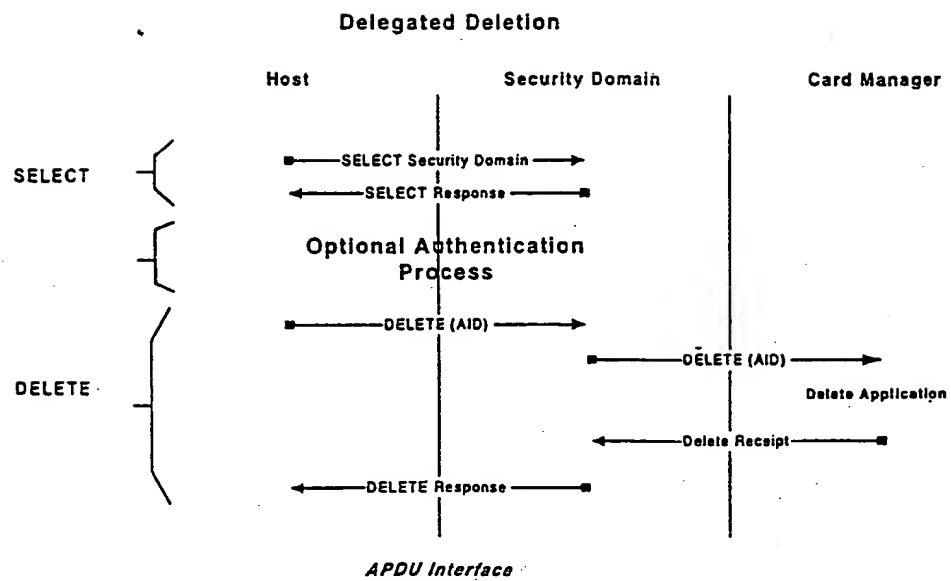 Delegated Deletion
Host Security Domain Card Manager
SELECT
SELECT Security Domain
SELECT Response
Optional Authentication
Process
DELETE
DELETE (AID)
DELETE (AID)
Delete Application
Delete Receipt
DELETE Response
APDU Interface